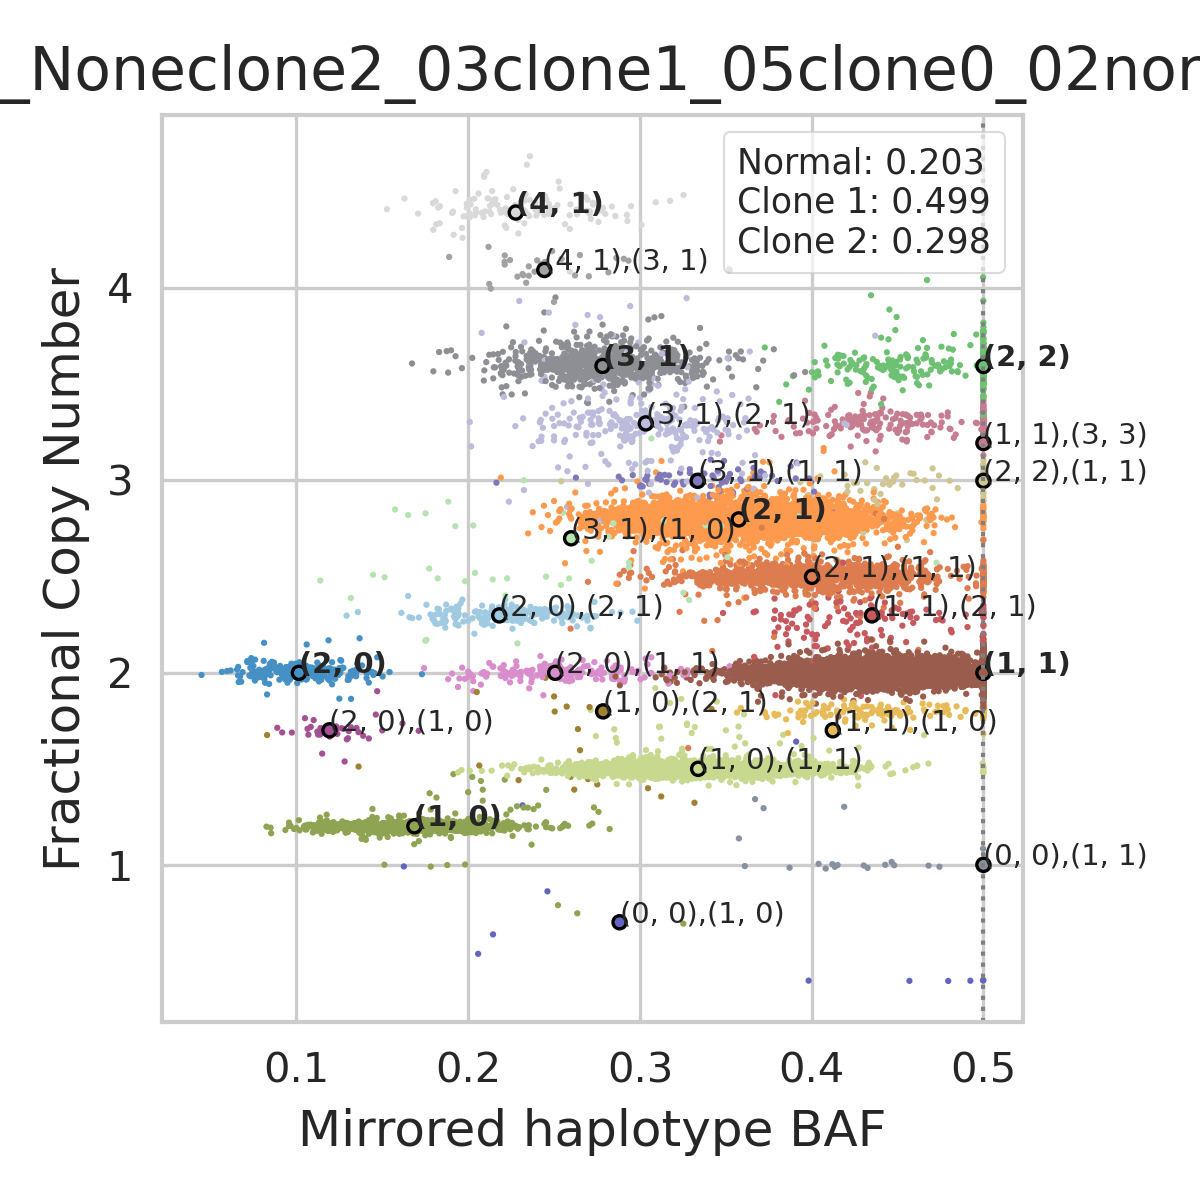 _Noneclone2_03clone1_05clone0_02nor
Normal: 0.203
Clone 1: 0.499
Clone 2: 0.298
(4, 1)
(4, 1),(3, 1)
(3, 1)
(2, 2)
(3, 1),(2, 1)
(1, 1),(3, 3)
(3, 1),(1, 1)
(2, 2),(1, 1)
(2, 1)
(3, 1),(1, 0)
(2, 1),(1, 1)
(2, 0),(2, 1)
(1, 1),(2, 1)
(2, 0)
(2, 0),(1, 1)
(1, 1)
(1, 0),(2, 1)
(2, 0),(1, 0)
(1, 1),(1, 0)
(1, 0),(1, 1)
(1, 0)
(0, 0),(1, 1)
(0, 0),(1, 0)
4
3
2
1
Fractional Copy Number
0.1 0.2 0.3 0.4 0.5
Mirrored haplotype BAF